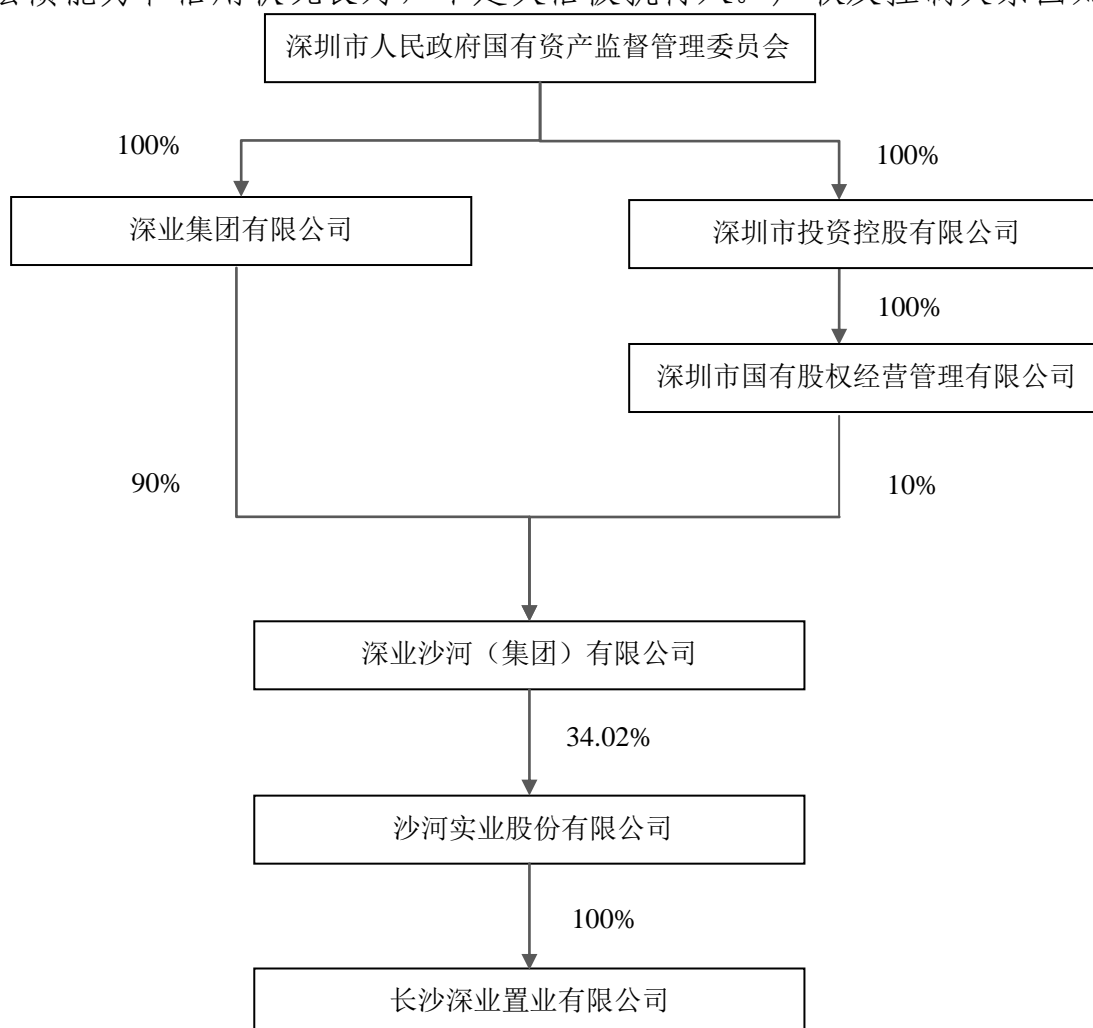 深圳市人民政府国有资产监督管理委员会
100%
100%
深业集团有限公司
深圳市投资控股有限公司
100%
深圳市国有股权经营管理有限公司
90%
10%
深业沙河（集团）有限公司
34.02%
沙河实业股份有限公司
100%
长沙深业置业有限公司